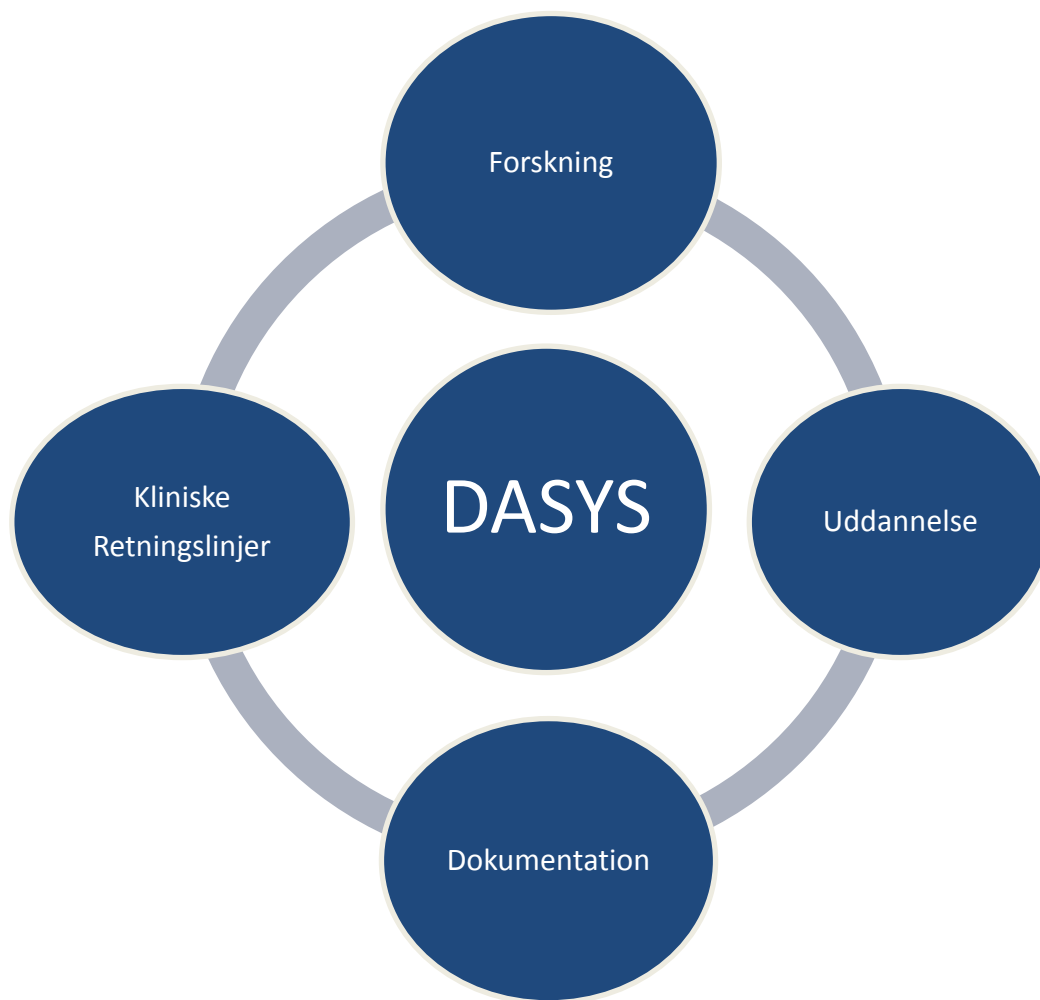 Forskning
Kliniske
Retningslinjer
DASYS
Uddannelse
Dokumentation